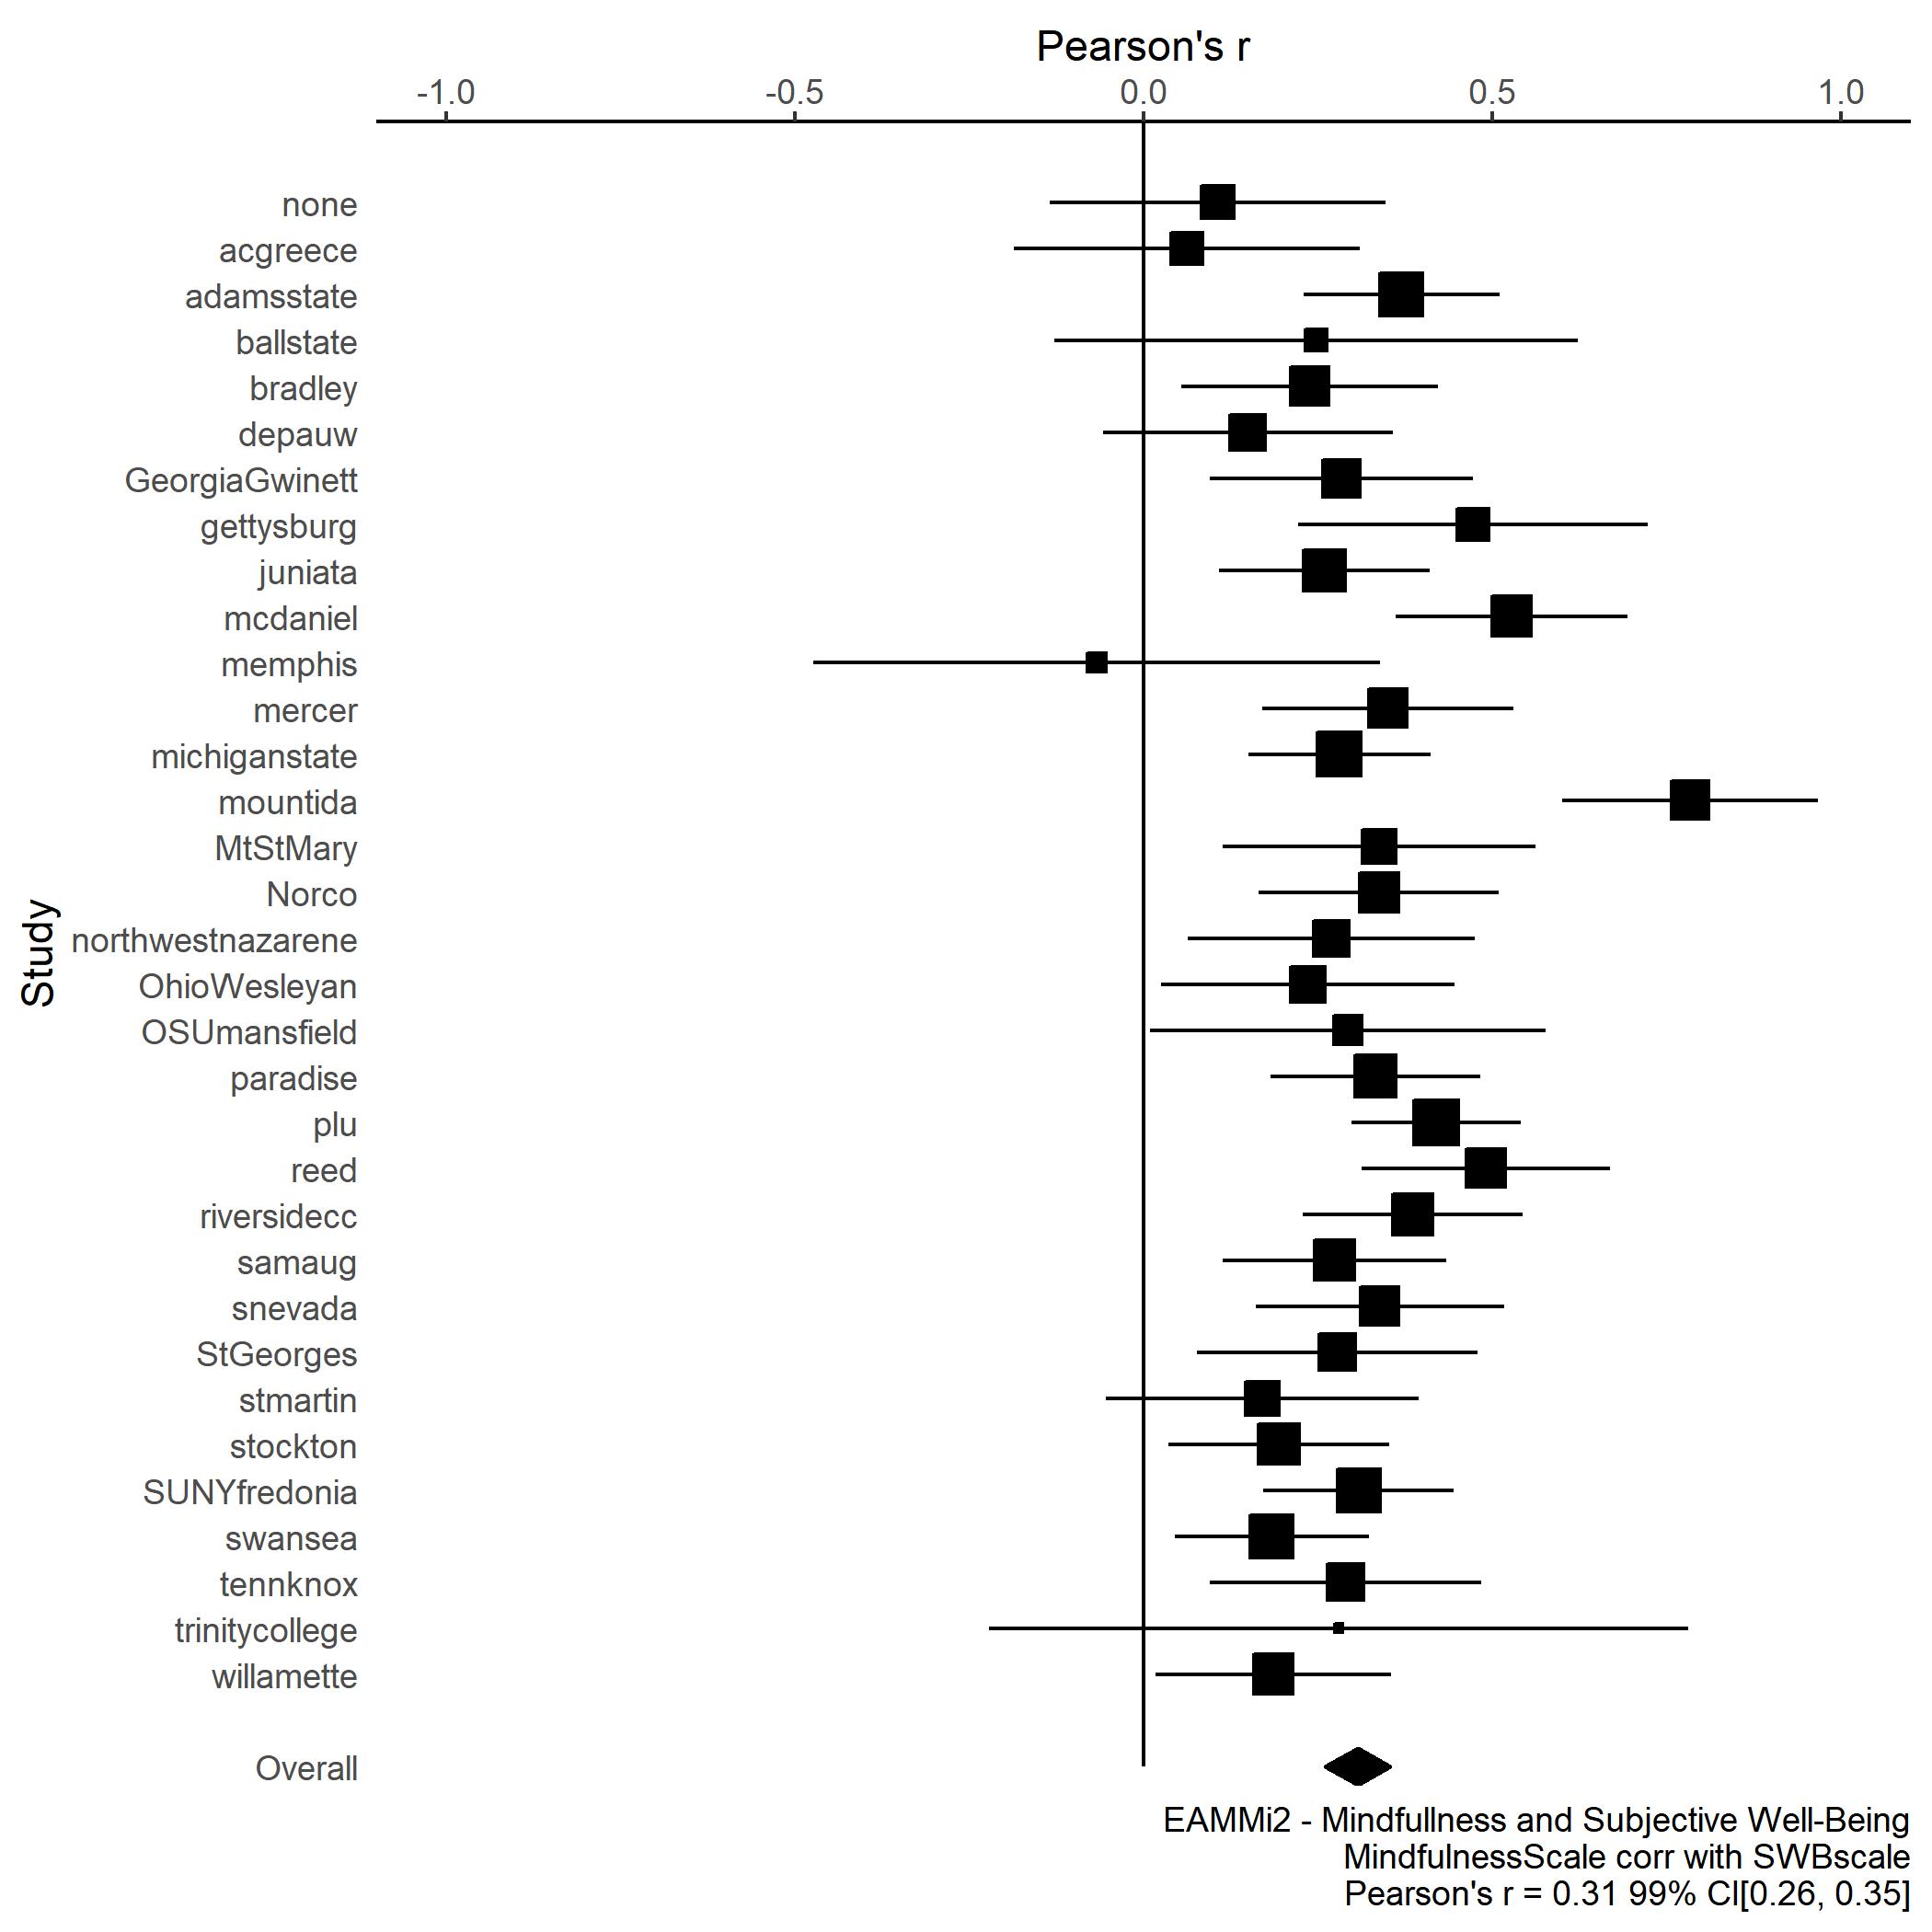 Pearson's r
-1.0 -0.5 0.0 0.5 1.0
Study
none
acgreece
adamsstate
ballstate
bradley
depauw
GeorgiaGwinett
gettysburg
juniata
mcdaniel
memphis
mercer
michiganstate
mountida
MtStMary
Norco
northwestnazarene
OhioWesleyan
OSUmansfield
paradise
plu
reed
riversidecc
samaug
snevada
StGeorges
stmartin
stockton
SUNYfredonia
swansea
tennknox
trinitycollege
willamette
Overall
EAMMi2 - Mindfullness and Subjective Well-Being
MindfulnessScale corr with SWBscale
Pearson's r = 0.31 99% CI[0.26, 0.35]